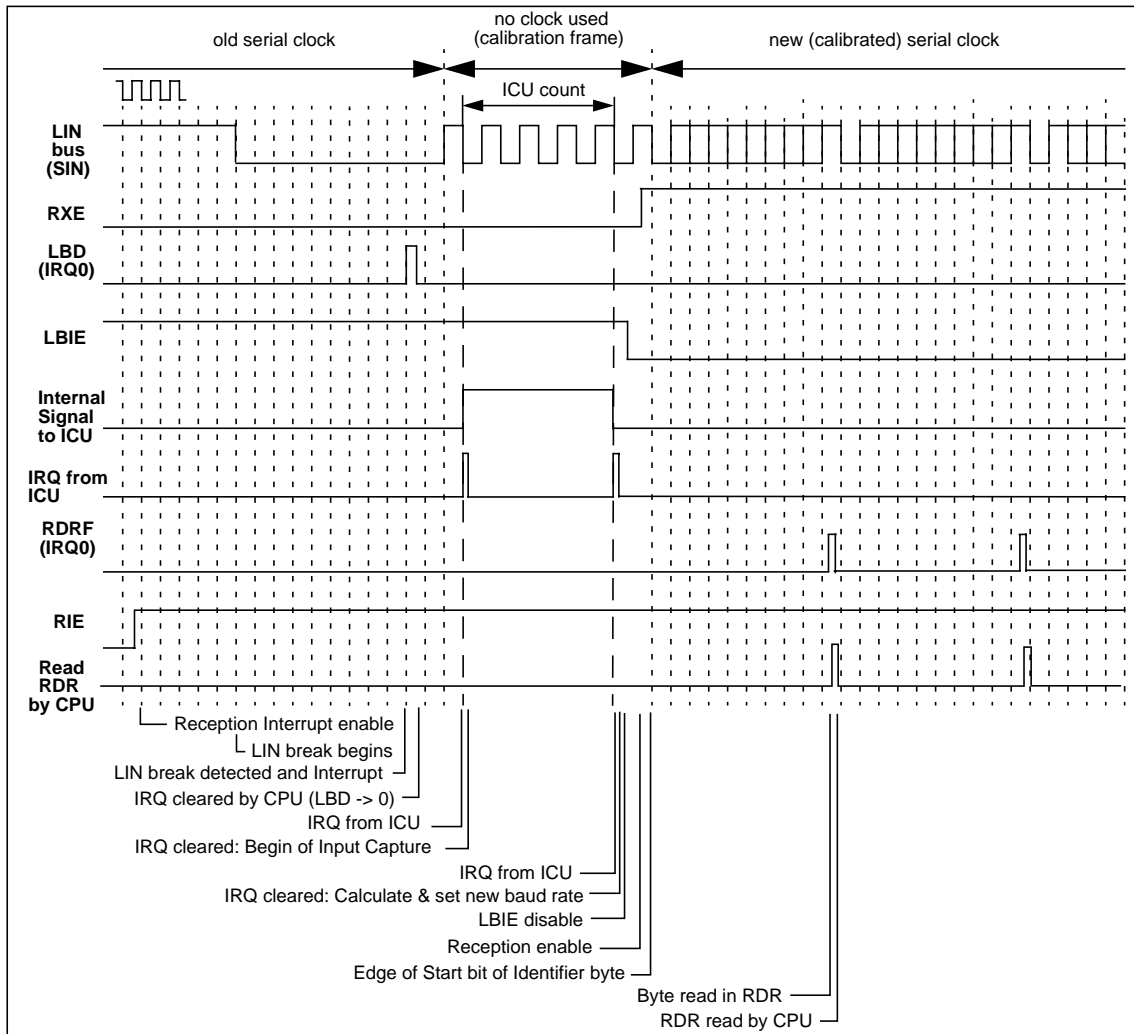 old serial clock
no clock used
(calibration frame)
new (calibrated) serial clock
ICU count
LIN
bus
(SIN)
RXE
LBD
(IRQ0)
LBIE
Internal
Signal
to ICU
IRQ from
ICU
RDRF
(IRQ0)
RIE
Read
RDR
by CPU
Reception Interrupt enable
LIN break begins
LIN break detected and Interrupt
IRQ cleared by CPU (LBD -> 0)
IRQ from ICU
IRQ cleared: Begin of Input Capture
IRQ from ICU
IRQ cleared: Calculate & set new baud rate
LBIE disable
Reception enable
Edge of Start bit of Identifier byte
Byte read in RDR
RDR read by CPU